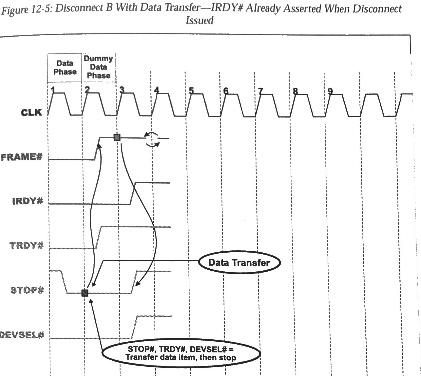 Figure 12-5: Disconnect B With Data Transfer—IRDY# Already Asserted When Disconnect
Issued
Data
Phase
Dummy
Data
Phase
1 2 3 4 5 6 7 8 9
CLK
FRAME#
IRDY#
TRDY#
Data Transfer
STOP#
DEVSEL#
STOP#, TRDY#, DEVSEL# =
Transfer data item, then stop